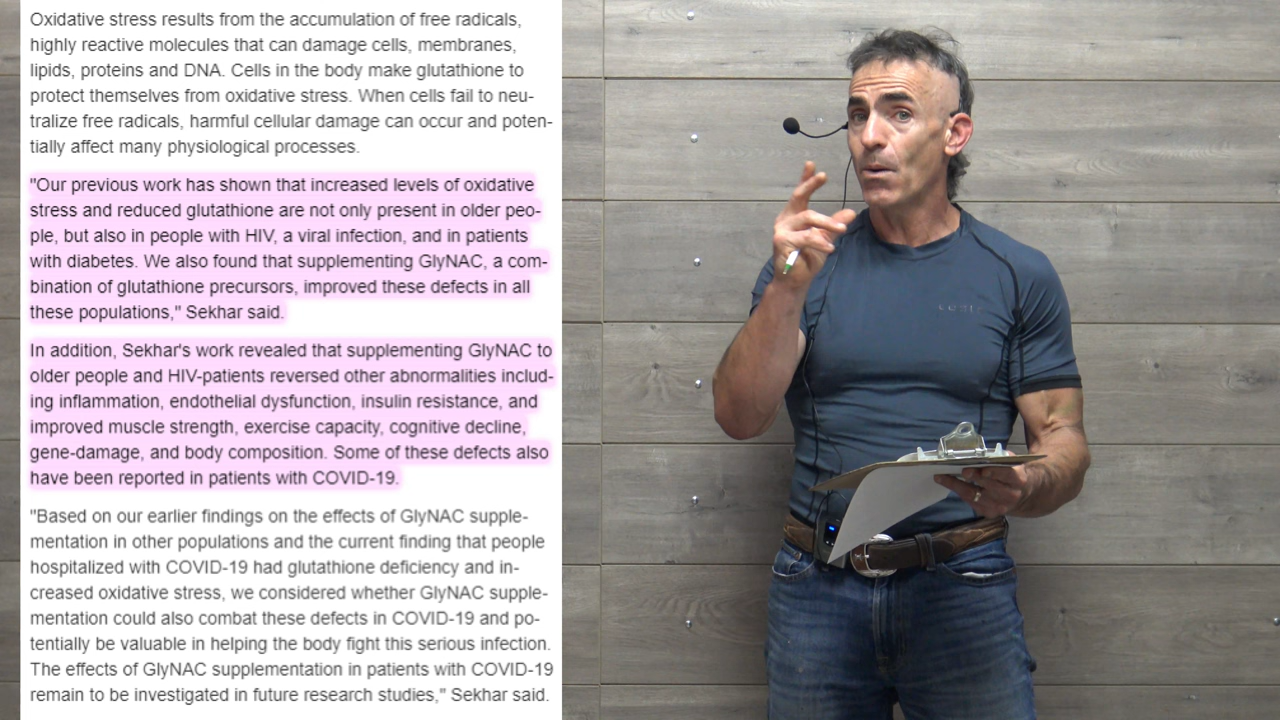 Oxidative stress results from the accumulation of free radicals,
highly reactive molecules that can damage cells, membranes,
lipids, proteins and DNA. Cells in the body make glutathione to
protect themselves from oxidative stress. When cells fail to neu-
tralize free radicals, harmful cellular damage can occur and poten-
tially affect many physiological processes.
"Our previous work has shown that increased levels of oxidative
stress and reduced glutathione are not only present in older peo-
ple, but also in people with HIV, a viral infection, and in patients
with diabetes. We also found that supplementing GlyNAC, a com-
bination of glutathione precursors, improved these defects in all
these populations," Sekhar said.
In addition, Sekhar's work revealed that supplementing GlyNAC to
older people and HIV-patients reversed other abnormalities includ-
ing inflammation, endothelial dysfunction, insulin resistance, and
improved muscle strength, exercise capacity, cognitive decline,
gene-damage, and body composition. Some of these defects also
have been reported in patients with COVID-19.
"Based on our earlier findings on the effects of GlyNAC supple-
mentation in other populations and the current finding that people
hospitalized with COVID-19 had glutathione deficiency and in-
creased oxidative stress, we considered whether GlyNAC supple-
mentation could also combat these defects in COVID-19 and po-
tentially be valuable in helping the body fight this serious infection.
The effects of GlyNAC supplementation in patients with COVID-19
remain to be investigated in future research studies," Sekhar said.